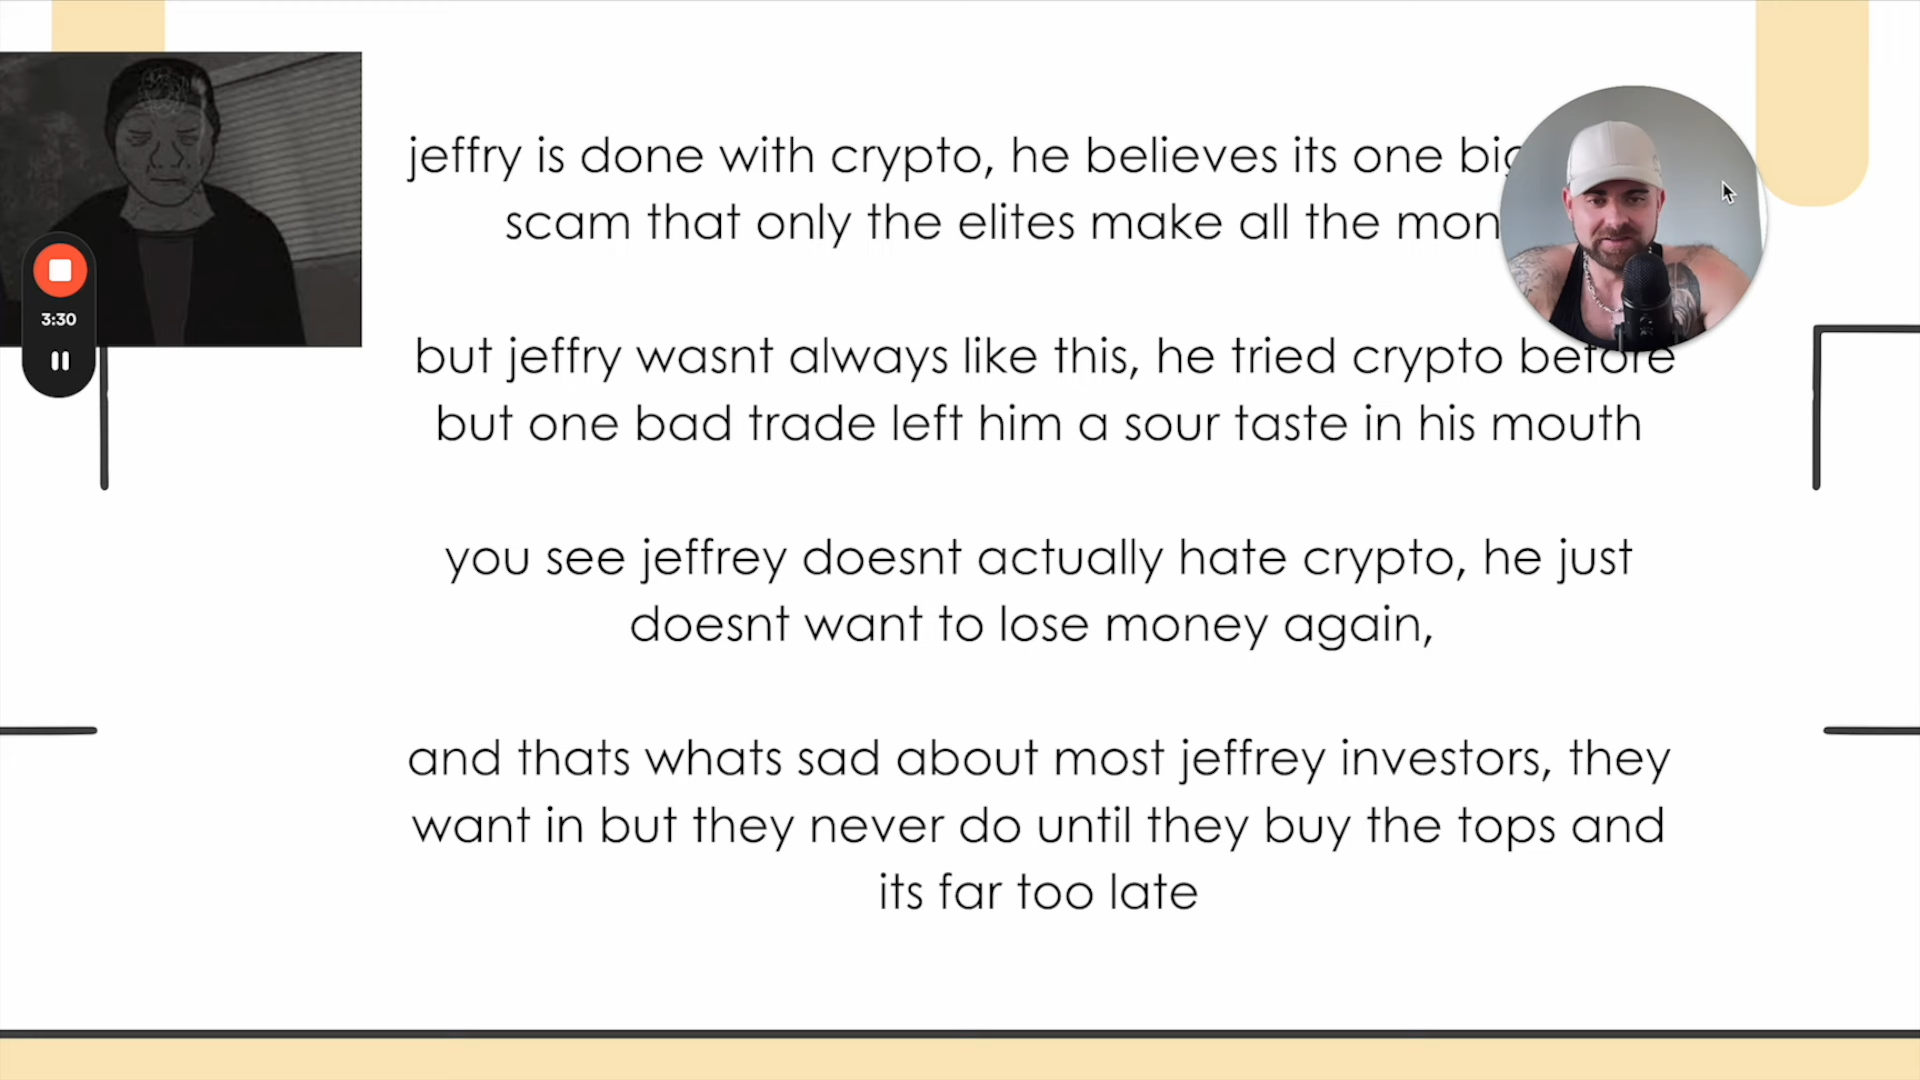 jeffry is done with crypto, he believes its one
scam that only the elites make all the
but jeffry wasnt always like this, he tried crypto before
but one bad trade left him a sour taste in his mouth
you see jeffrey doesnt actually hate crypto, he just
doesnt want to lose money again,
and thats whats sad about most jeffrey investors, they
want in but they never do until they buy the tops and
its far too late
3:30